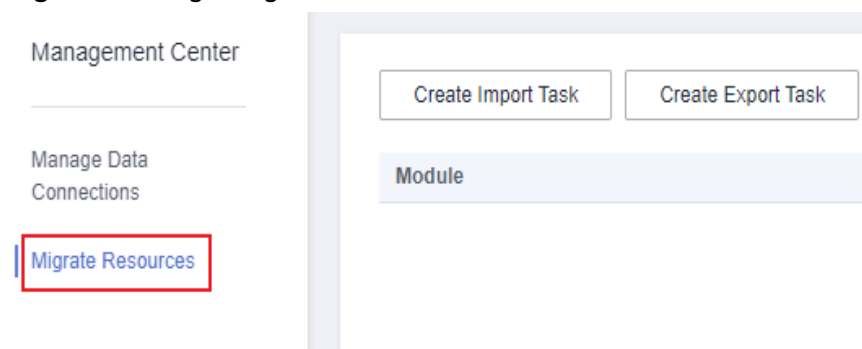 Management Center
Create Import Task
Create Export Task
Manage Data
Connections
Module
Migrate Resources